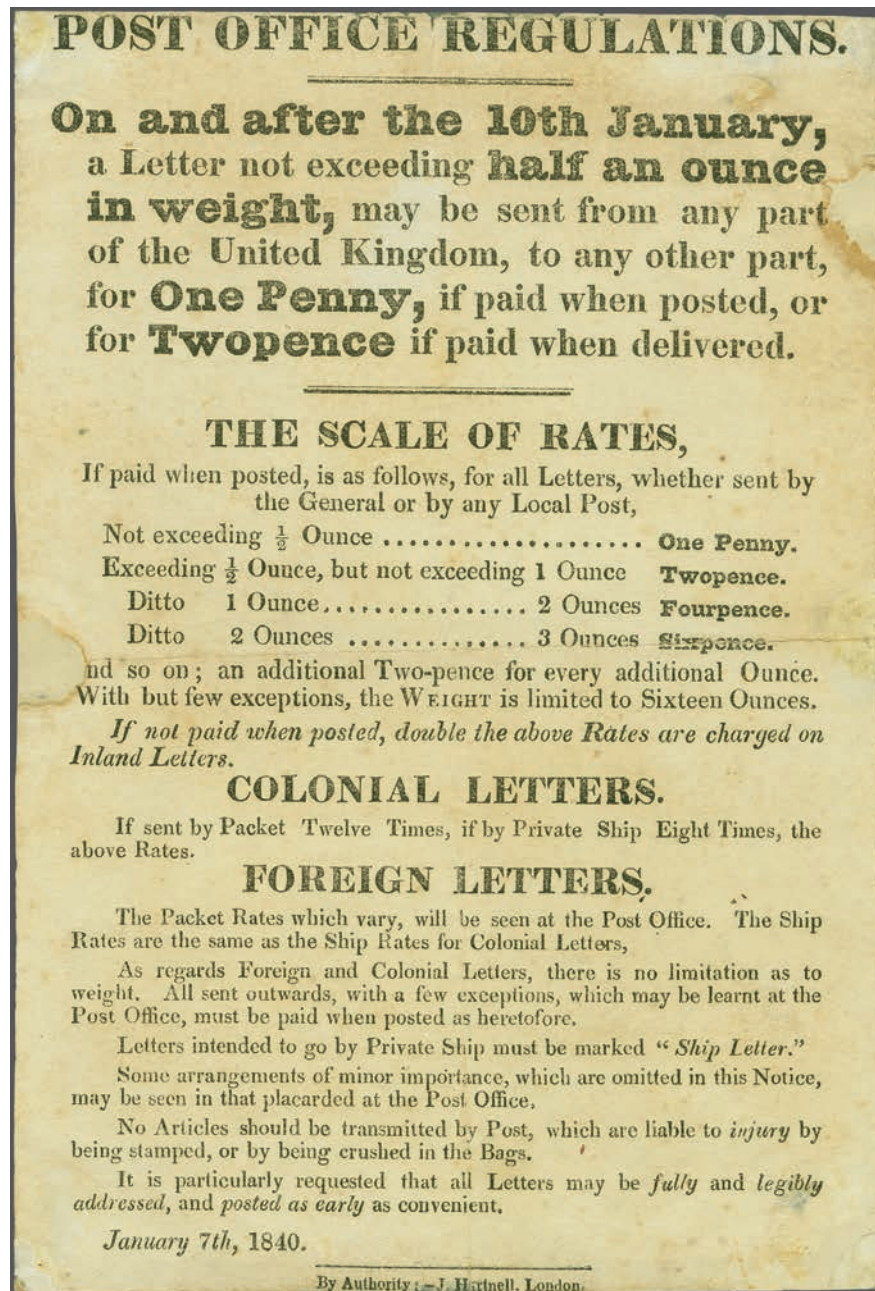 POST OFFICE REGULATIONS.
On and after the 10th January,
a Letter not exceeding half an ounce
in weight, may be sent from any part
of the United Kingdom, to any other part,
for One Penny, if paid when posted, or
for Twopence if paid when delivered.
THE SCALE OF RATES,
If paid when posted, is as follows, for all Letters, whether sent by
the General or by any Local Post,
Not exceeding ½ Ounce ..................... One Penny.
Exceeding ½ Ounce, but not exceeding 1 Ounce Twopence.
Ditto 1 Ounce................ 2 Ounces Fourpence.
Ditto 2 Ounces .............. 3 Ounces Sixpence.
nd so on; an additional Two-pence for every additional Ounce.
With but few exceptions, the WEIGHT is limited to Sixteen Ounces.
If not paid when posted, double the above Rates are charged on
Inland Letters.
COLONIAL LETTERS.
If sent by Packet Twelve Times, if by Private Ship Eight Times, the
above Rates.
FOREIGN LETTERS.
The Packet Rates which vary, will be seen at the Post Office. The Ship
Rates are the same as the Ship Rates for Colonial Letters,
As regards Foreign and Colonial Letters, there is no limitation as to
weight. All sent outwards, with a few exceptions, which may be learnt at the
Post Office, must be paid when posted as heretofore.
Letters intended to go by Private Ship must be marked "Ship Letter."
Some arrangements of minor importance, which are omitted in this Notice,
may be seen in that placarded at the Post Office.
No Articles should be transmitted by Post, which are liable to injury by
being stamped, or by being crushed in the Bags.
It is particularly requested that all Letters may be fully and legibly
addressed, and posted as early as convenient.
January 7th, 1840.
By Authority:—J. Hartnell, London.